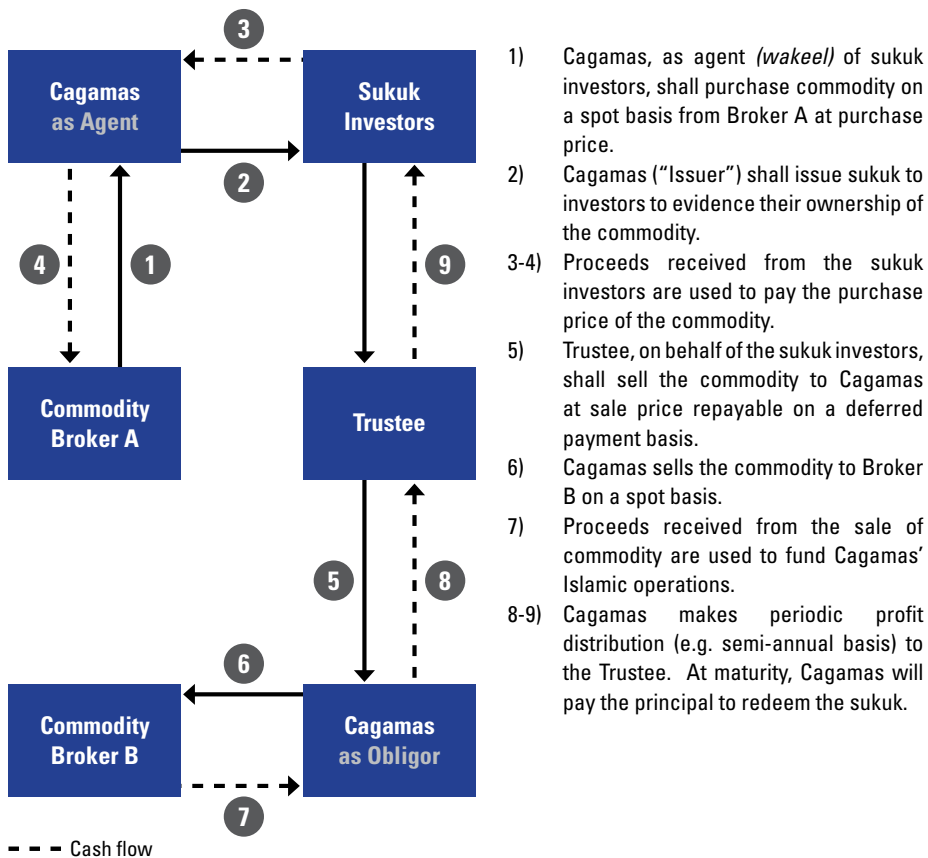 3
Cagamas
as Agent
Sukuk
Investors
2
4
1
9
Commodity
Broker A
Trustee
5
8
6
Commodity
Broker B
Cagamas
as Obligor
7
Cash flow
1) Cagamas, as agent (wakeel) of sukuk
investors, shall purchase commodity on
a spot basis from Broker A at purchase
price.
2) Cagamas (“Issuer”) shall issue sukuk to
investors to evidence their ownership of
the commodity.
3-4) Proceeds received from the sukuk
investors are used to pay the purchase
price of the commodity.
5) Trustee, on behalf of the sukuk investors,
shall sell the commodity to Cagamas
at sale price repayable on a deferred
payment basis.
6) Cagamas sells the commodity to Broker
B on a spot basis.
7) Proceeds received from the sale of
commodity are used to fund Cagamas’
Islamic operations.
8-9) Cagamas makes periodic profit
distribution (e.g. semi-annual basis) to
the Trustee. At maturity, Cagamas will
pay the principal to redeem the sukuk.